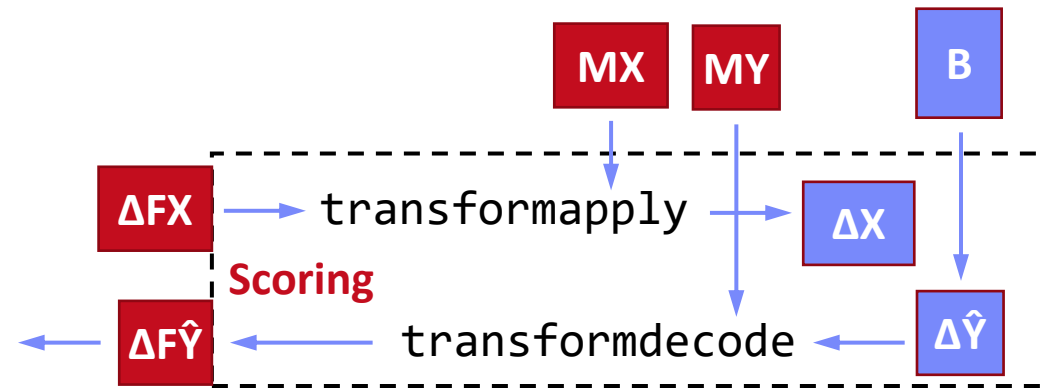 MX MY B
ΔFX transformapply ΔX
Scoring
ΔFŶ transformdecode ΔŶ